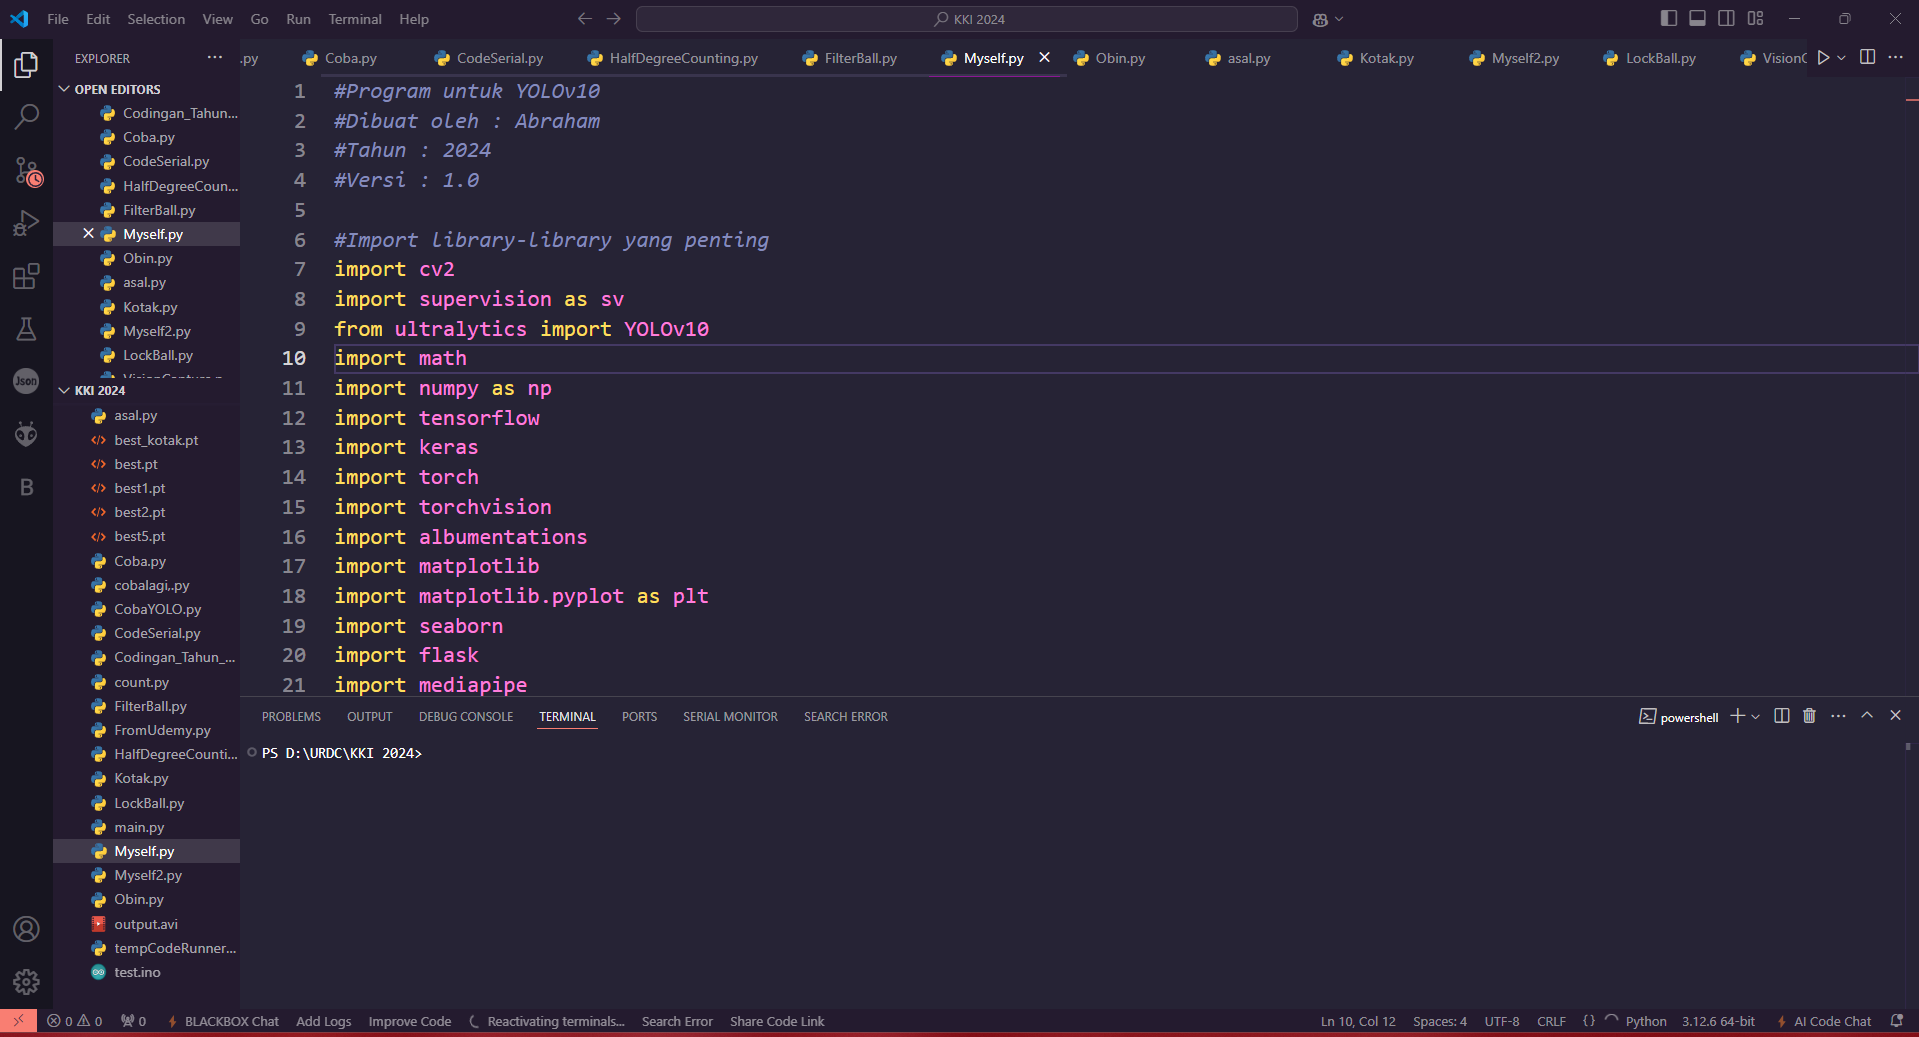 File Edit Selection View Go Run Terminal Help
KKI 2024
EXPLORER
.py Coba.py CodeSerial.py HalfDegreeCounting.py FilterBall.py Myself.py Obin.py asal.py Kotak.py Myself2.py LockBall.py VisionC
OPEN EDITORS
Codingan_Tahun...
Coba.py
CodeSerial.py
HalfDegreeCoun...
FilterBall.py
Myself.py
Obin.py
asal.py
Kotak.py
Myself2.py
LockBall.py
KKI 2024
asal.py
best_kotak.pt
best.pt
best1.pt
best2.pt
best5.pt
Coba.py
cobalagi,.py
CobaYOLO.py
CodeSerial.py
Codingan_Tahun_...
count.py
FilterBall.py
FromUdemy.py
HalfDegreeCounti...
Kotak.py
LockBall.py
main.py
Myself.py
Myself2.py
Obin.py
output.avi
tempCodeRunner...
test.ino
Json
B
1 #Program untuk YOLOv10
2 #Dibuat oleh : Abraham
3 #Tahun : 2024
4 #Versi : 1.0
5
6 #Import library-library yang penting
7 import cv2
8 import supervision as sv
9 from ultralytics import YOLOv10
10 import math
11 import numpy as np
12 import tensorflow
13 import keras
14 import torch
15 import torchvision
16 import albumentations
17 import matplotlib
18 import matplotlib.pyplot as plt
19 import seaborn
20 import flask
21 import mediapipe
PROBLEMS OUTPUT DEBUG CONSOLE TERMINAL PORTS SERIAL MONITOR SEARCH ERROR
powershell
PS D:\URDC\KKI 2024>
0 0 0 BLACKBOX Chat Add Logs Improve Code Reactivating terminals... Search Error Share Code Link
Ln 10, Col 12 Spaces: 4 UTF-8 CRLF {} Python 3.12.6 64-bit AI Code Chat